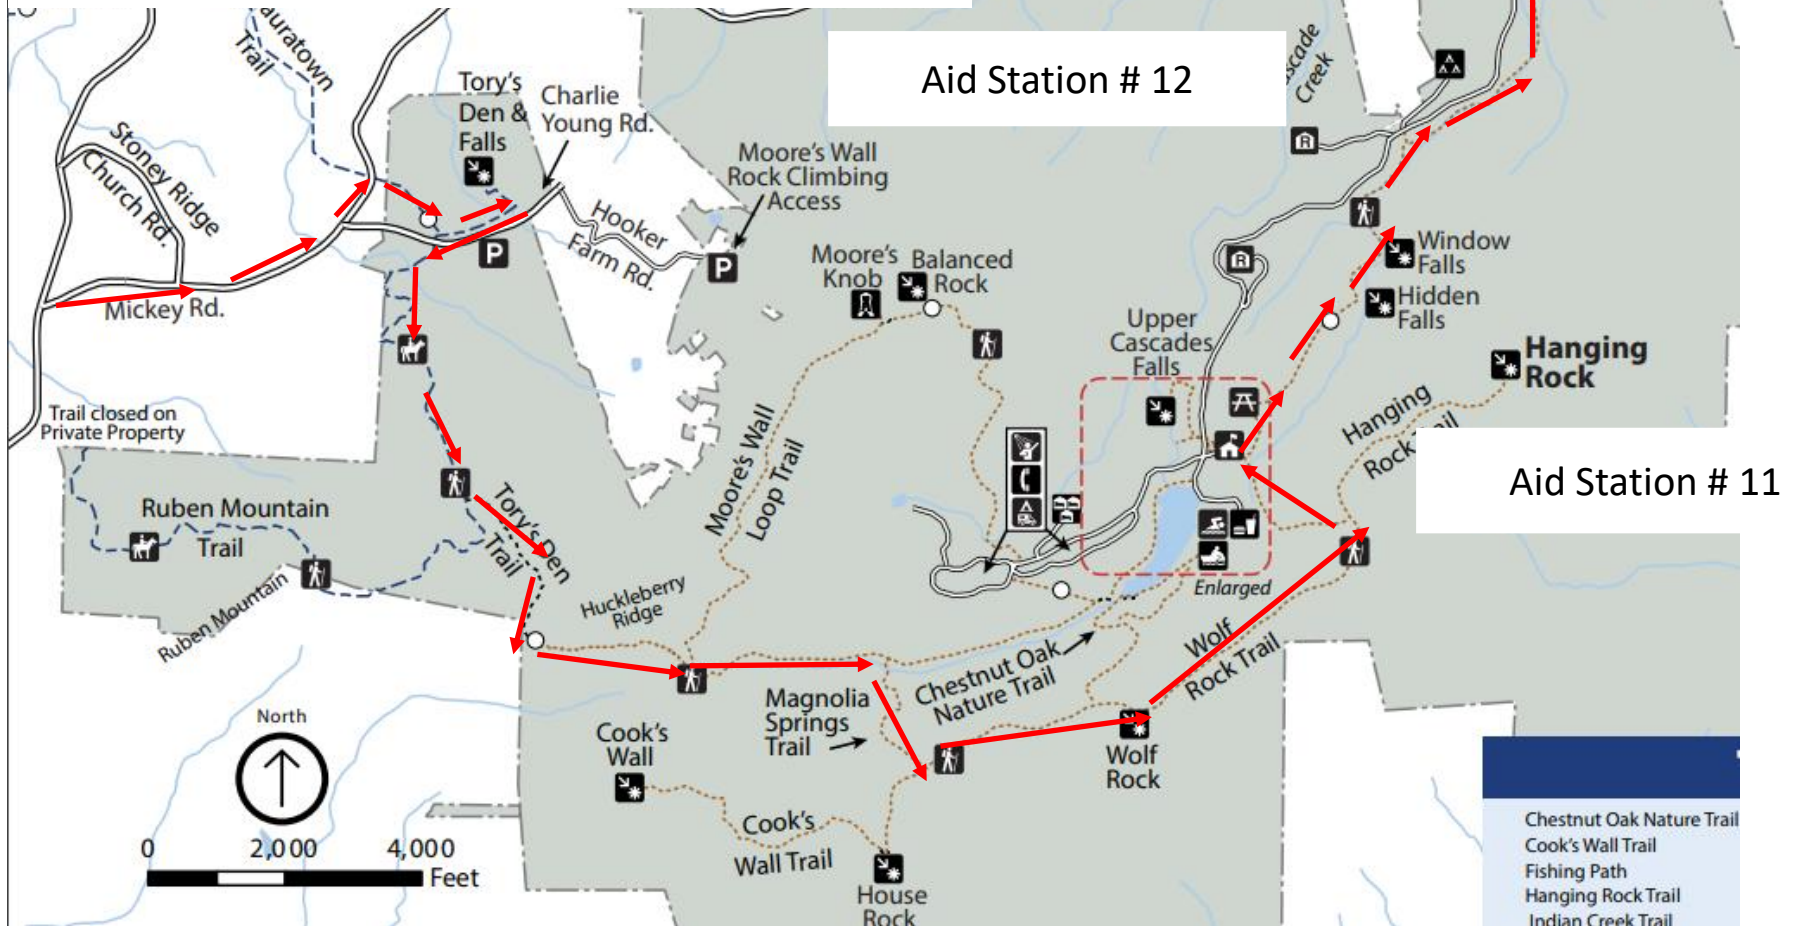 Aid Station # 12
Aid Station # 11
Trail
Tory's
Den &
Falls
Charlie
Young Rd.
Stoney Ridge
Church Rd.
Mickey Rd.
Moore's Wall
Rock Climbing
Access
Hooker
Farm Rd.
P
P
Moore's
Knob
Balanced
Rock
Creek
R
R
Window
Falls
Hidden
Falls
Upper
Cascades
Falls
Hanging
Rock
Hanging
Rock Trail
Trail closed on
Private Property
Ruben Mountain
Trail
Ruben Mountain
Tory's Den
Trail
Moore's Wall
Loop Trail
Huckleberry
Ridge
Enlarged
Chestnut Oak
Nature Trail
Wolf
Rock Trail
Magnolia
Springs
Trail
Wolf
Rock
Cook's
Wall
Cook's
Wall Trail
House
Rock
North
0 2,000 4,000
Feet
Chestnut Oak Nature Trail
Cook's Wall Trail
Fishing Path
Hanging Rock Trail
Indian Creek Trail